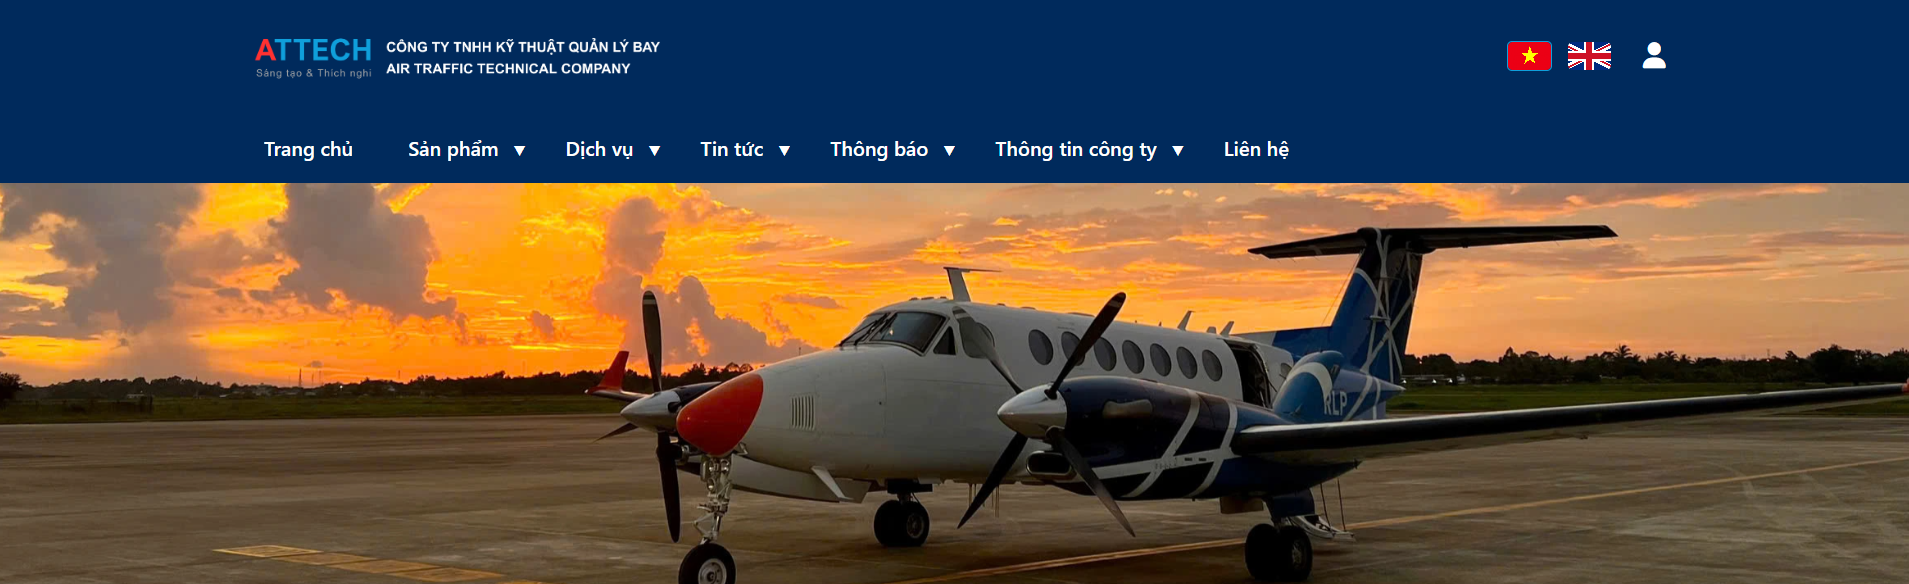 ATTECH
Sáng tạo & Thích nghi
CÔNG TY TNHH KỸ THUẬT QUẢN LÝ BAY
AIR TRAFFIC TECHNICAL COMPANY
Trang chủ Sản phẩm ▼ Dịch vụ ▼ Tin tức ▼ Thông báo ▼ Thông tin công ty ▼ Liên hệ
RLP